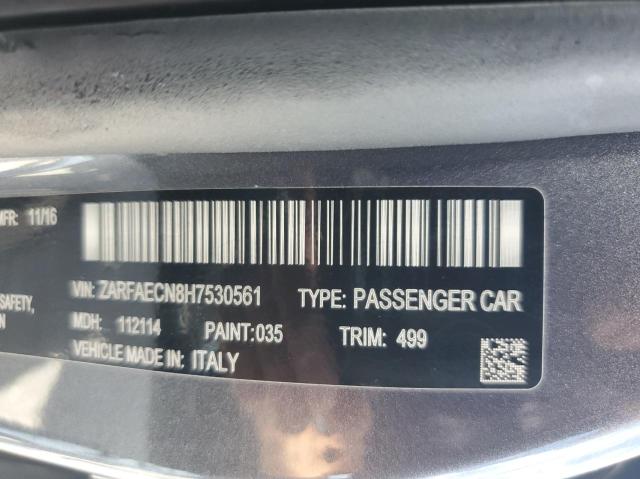 MFR: 11/16
VIN: ZARFAECN8H7530561 TYPE: PASSENGER CAR
SAFETY,
MDH: 112114 PAINT:035 TRIM: 499
VEHICLE MADE IN: ITALY